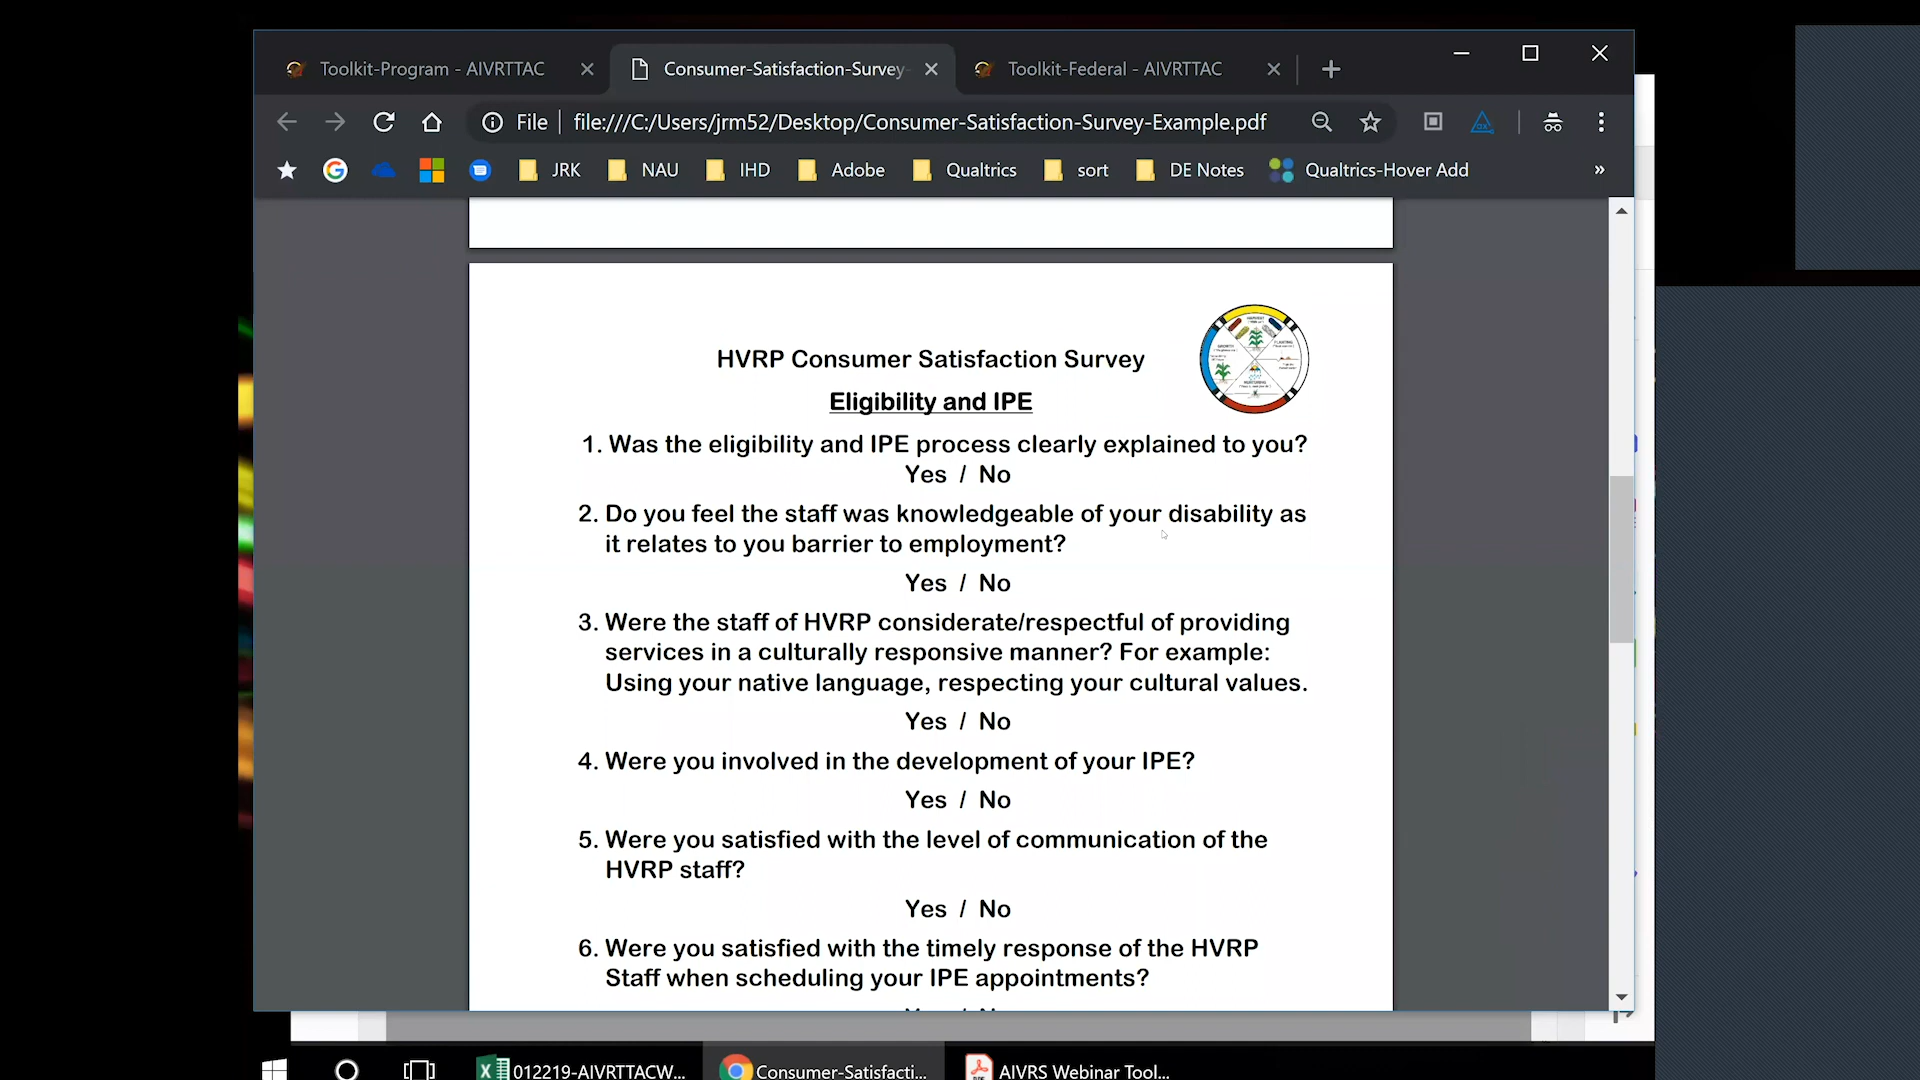 Toolkit-Program - AIVRTTAC
Consumer-Satisfaction-Survey-
Toolkit-Federal - AIVRTTAC
File
file:///C:/Users/jrm52/Desktop/Consumer-Satisfaction-Survey-Example.pdf
JRK
NAU
IHD
Adobe
Qualtrics
sort
DE Notes
Qualtrics-Hover Add
»
HVRP Consumer Satisfaction Survey
Eligibility and IPE
HARVEST
GROWTH
PLANTING
NURTURING
1. Was the eligibility and IPE process clearly explained to you?
Yes / No
2. Do you feel the staff was knowledgeable of your disability as
it relates to you barrier to employment?
Yes / No
3. Were the staff of HVRP considerate/respectful of providing
services in a culturally responsive manner? For example:
Using your native language, respecting your cultural values.
Yes / No
4. Were you involved in the development of your IPE?
Yes / No
5. Were you satisfied with the level of communication of the
HVRP staff?
Yes / No
6. Were you satisfied with the timely response of the HVRP
Staff when scheduling your IPE appointments?
012219-AIVRTTACW...
Consumer-Satisfacti...
AIVRS Webinar Tool...